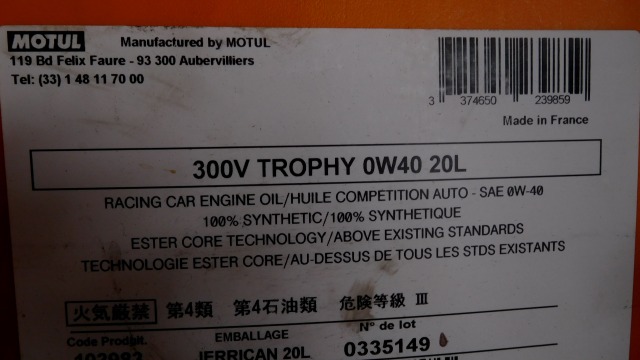 MOTUL Manufactured by MOTUL
119 Bd Felix Faure - 93 300 Aubervilliers
Tel: (33) 1 48 11 70 00
3 374650 239859
Made in France
300V TROPHY 0W40 20L
RACING CAR ENGINE OIL/HUILE COMPETITION AUTO - SAE 0W-40
100% SYNTHETIC/100% SYNTHETIQUE
ESTER CORE TECHNOLOGY/ABOVE EXISTING STANDARDS
TECHNOLOGIE ESTER CORE/AU-DESSUS DE TOUS LES STDS EXISTANTS
火気厳禁 第4類 第4石油類 危険等級 III
Code Produit. EMBALLAGE N° de lot
JERRICAN 20L 0335149